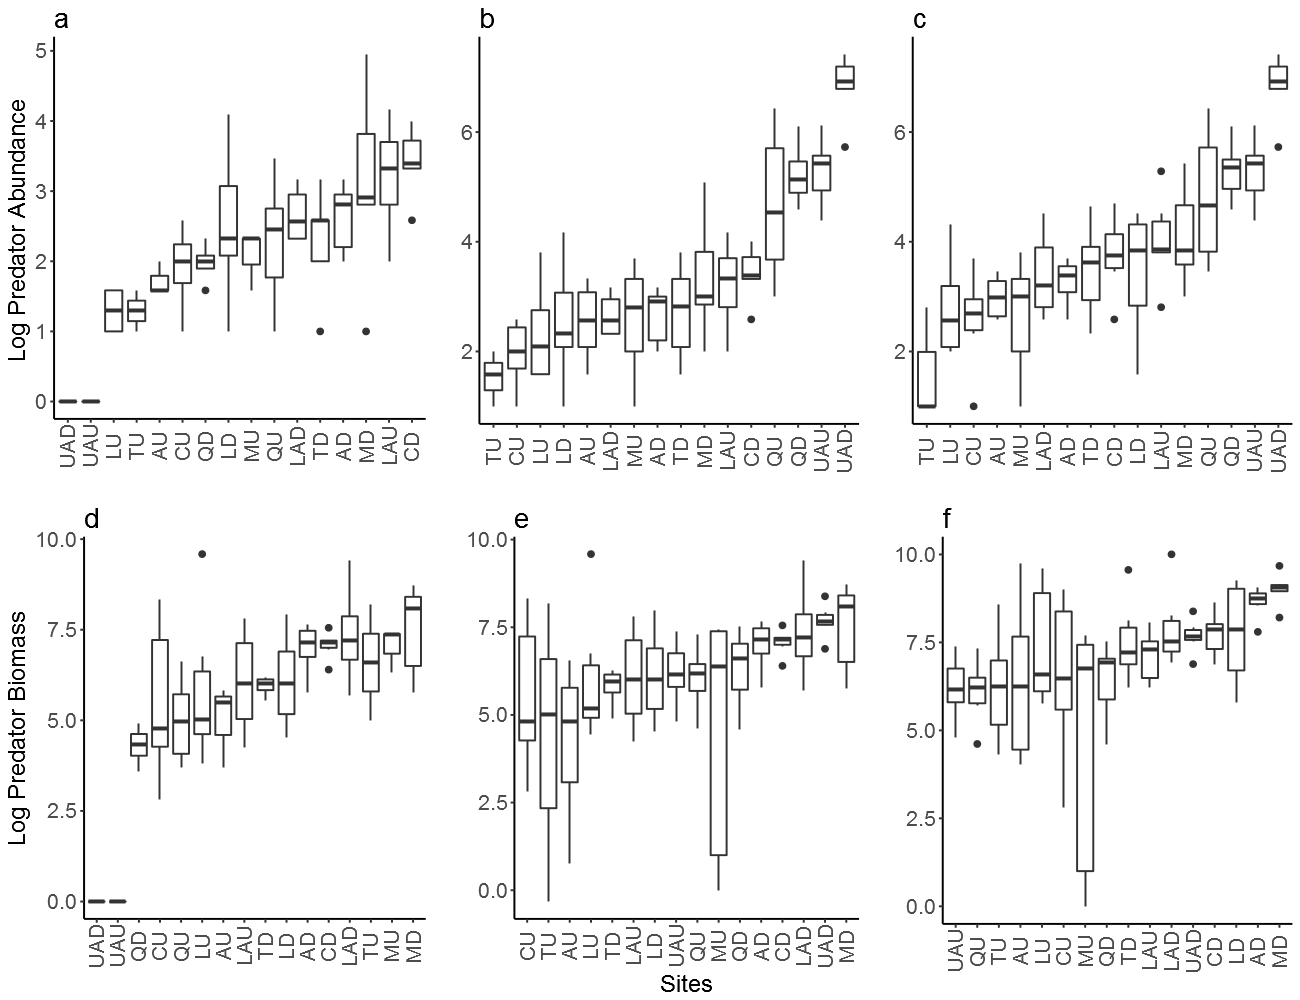 a
b
c
Log Predator Abundance
5
4
3
2
1
0
6
4
2
6
4
2
UAD UAU LU TU AU CU QD LD MU QU LAD TD AD MD LAU CD
TU CU LU LD AU LAD MU AD TD MD LAU CD QU QD UAU UAD
TU LU CU AU MU LAD AD TD CD LD LAU MD QU QD UAU UAD
d
e
f
Log Predator Biomass
10.0
7.5
5.0
2.5
0.0
10.0
7.5
5.0
2.5
0.0
10.0
7.5
5.0
2.5
0.0
UAD UAU QD CU QU LU AU LAU TD LD AD CD LAD TU MU MD
CU TU AU LU TD LAU LD UAU QU MU QD AD CD LAD UAD MD
UAU QU TU AU LU CU MU QD TD LAU LAD UAD CD LD AD MD
Sites